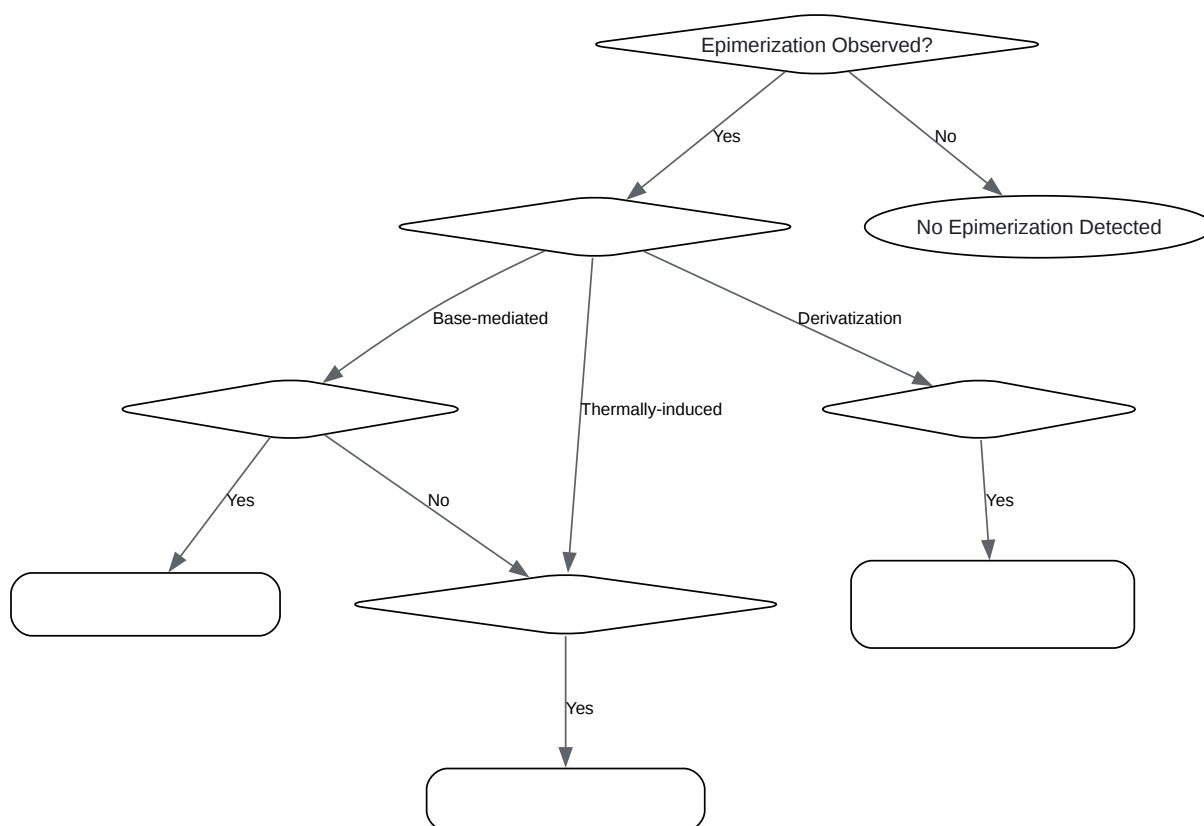 Epimerization Observed?
Yes
No
No Epimerization Detected
Base-mediated
Derivatization
Thermally-induced
Yes
No
Yes
Yes